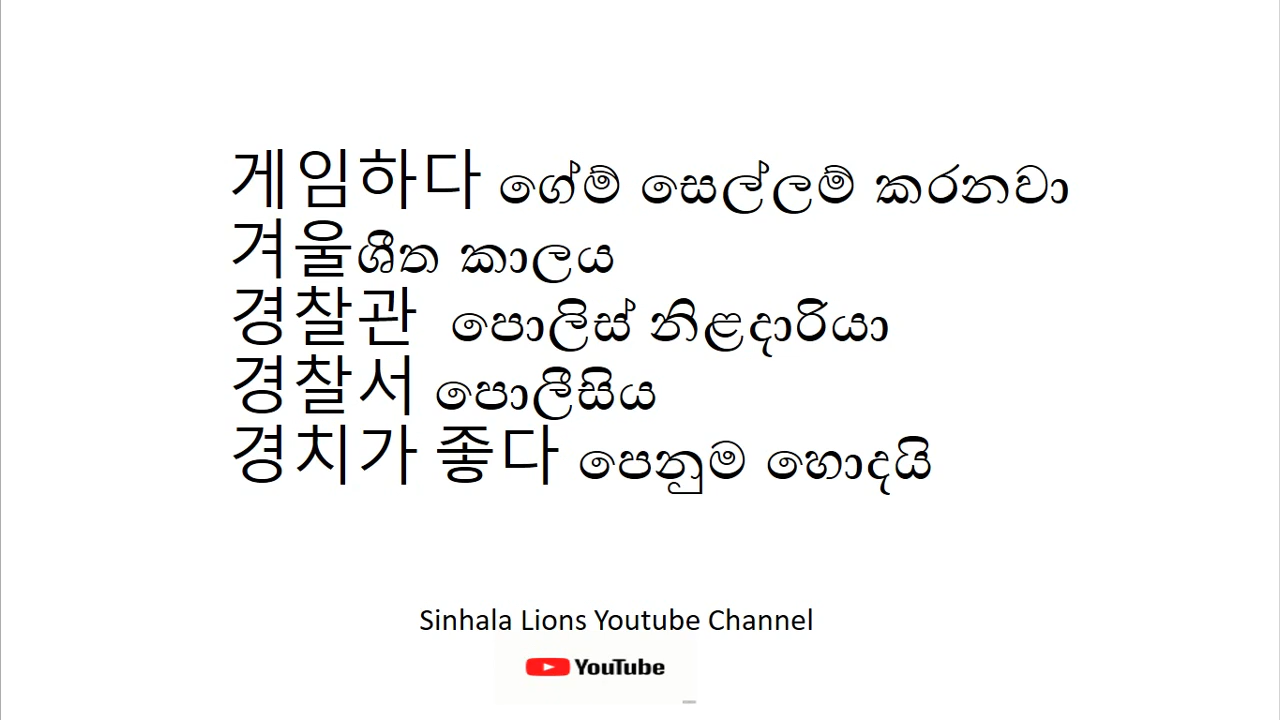 게임하다 ගේම් සෙල්ලම් කරනවා
겨울ශීත කාලය
경찰관 පොලිස් නිළදාරියා
경찰서 පොලීසිය
경치가 좋다 පෙනුම හොදයි
Sinhala Lions Youtube Channel
YouTube